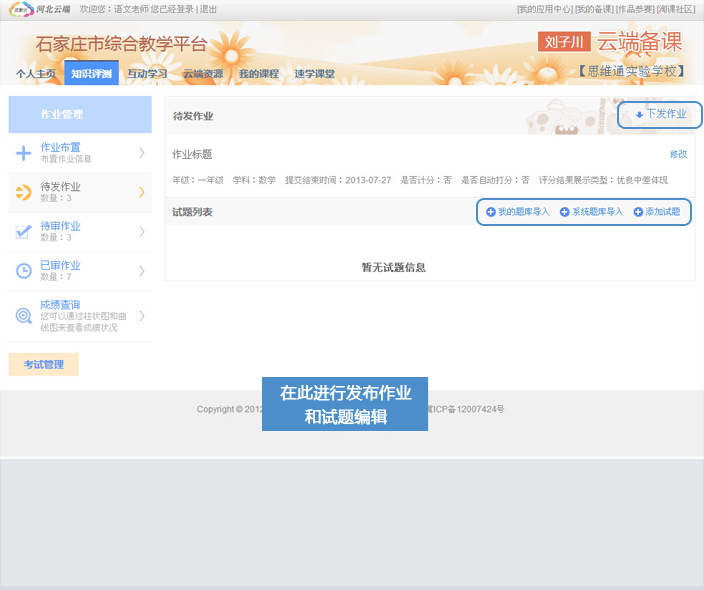 河北云端 欢迎您：语文老师 您已经登录 | 退出 [我的应用中心] [我的备课] [作品参赛] [阅课社区]
石家庄市综合教学平台
刘子川 云端备课
【思维通实验学校】
个人主页 知识评测 互动学习 云端资源 我的课程 速学课堂
作业管理
作业布置
布置作业信息
待发作业
数量：3
待审作业
数量：3
已审作业
数量：7
成绩查询
您可以通过柱状图和曲
线图来查看成绩状况
考试管理
待发作业 下发作业
作业标题 修改
年级：一年级 学科：数学 提交结束时间：2013-07-27 是否计分：否 是否自动打分：否 评分结果展示类型：优良中差体现
试题列表 我的题库导入 系统题库导入 添加试题
暂无试题信息
在此进行发布作业
和试题编辑
Copyright © 2012 冀ICP备12007424号